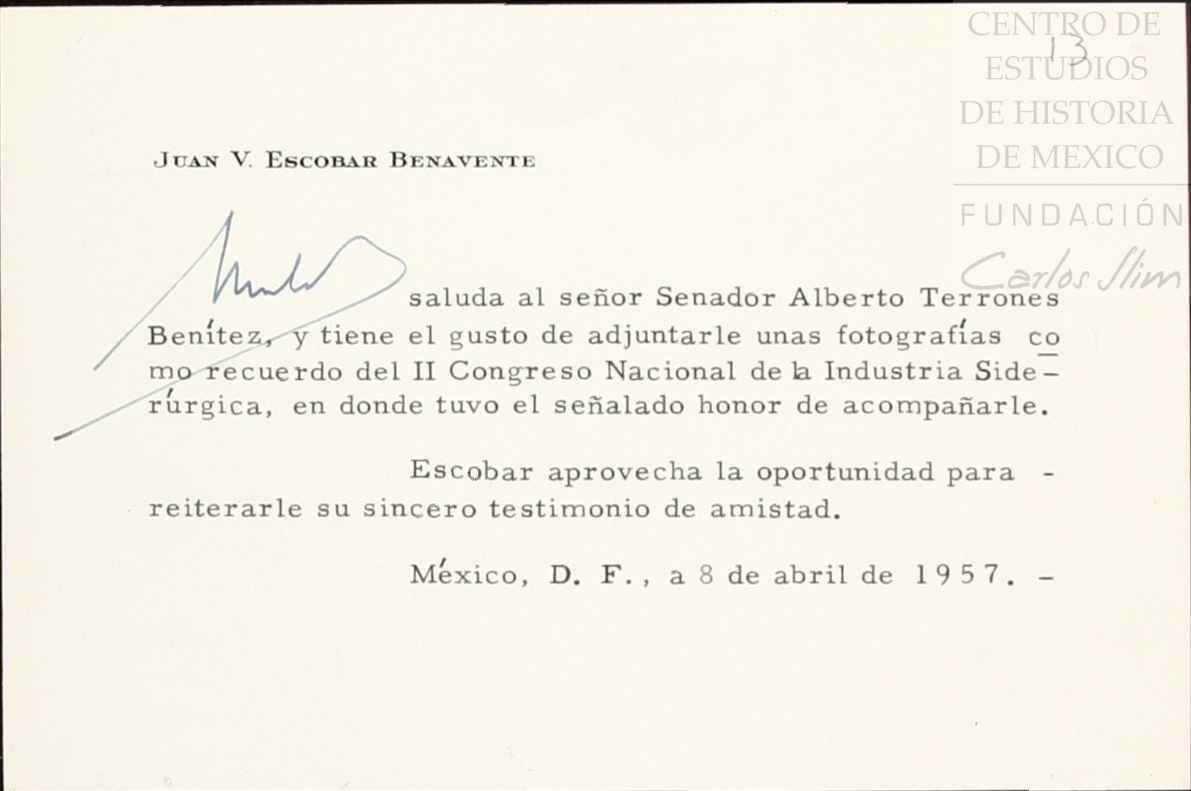 CENTRO DE
ESTUDIOS
DE HISTORIA
DE MEXICO
FUNDACIÓN
Carlos Slim
13
JUAN V. ESCOBAR BENAVENTE
saluda al señor Senador Alberto Terrones
Benítez, y tiene el gusto de adjuntarle unas fotografías co
mo recuerdo del II Congreso Nacional de la Industria Side-
rúrgica, en donde tuvo el señalado honor de acompañarle.
Escobar aprovecha la oportunidad para -
reiterarle su sincero testimonio de amistad.
México, D. F., a 8 de abril de 1957. -